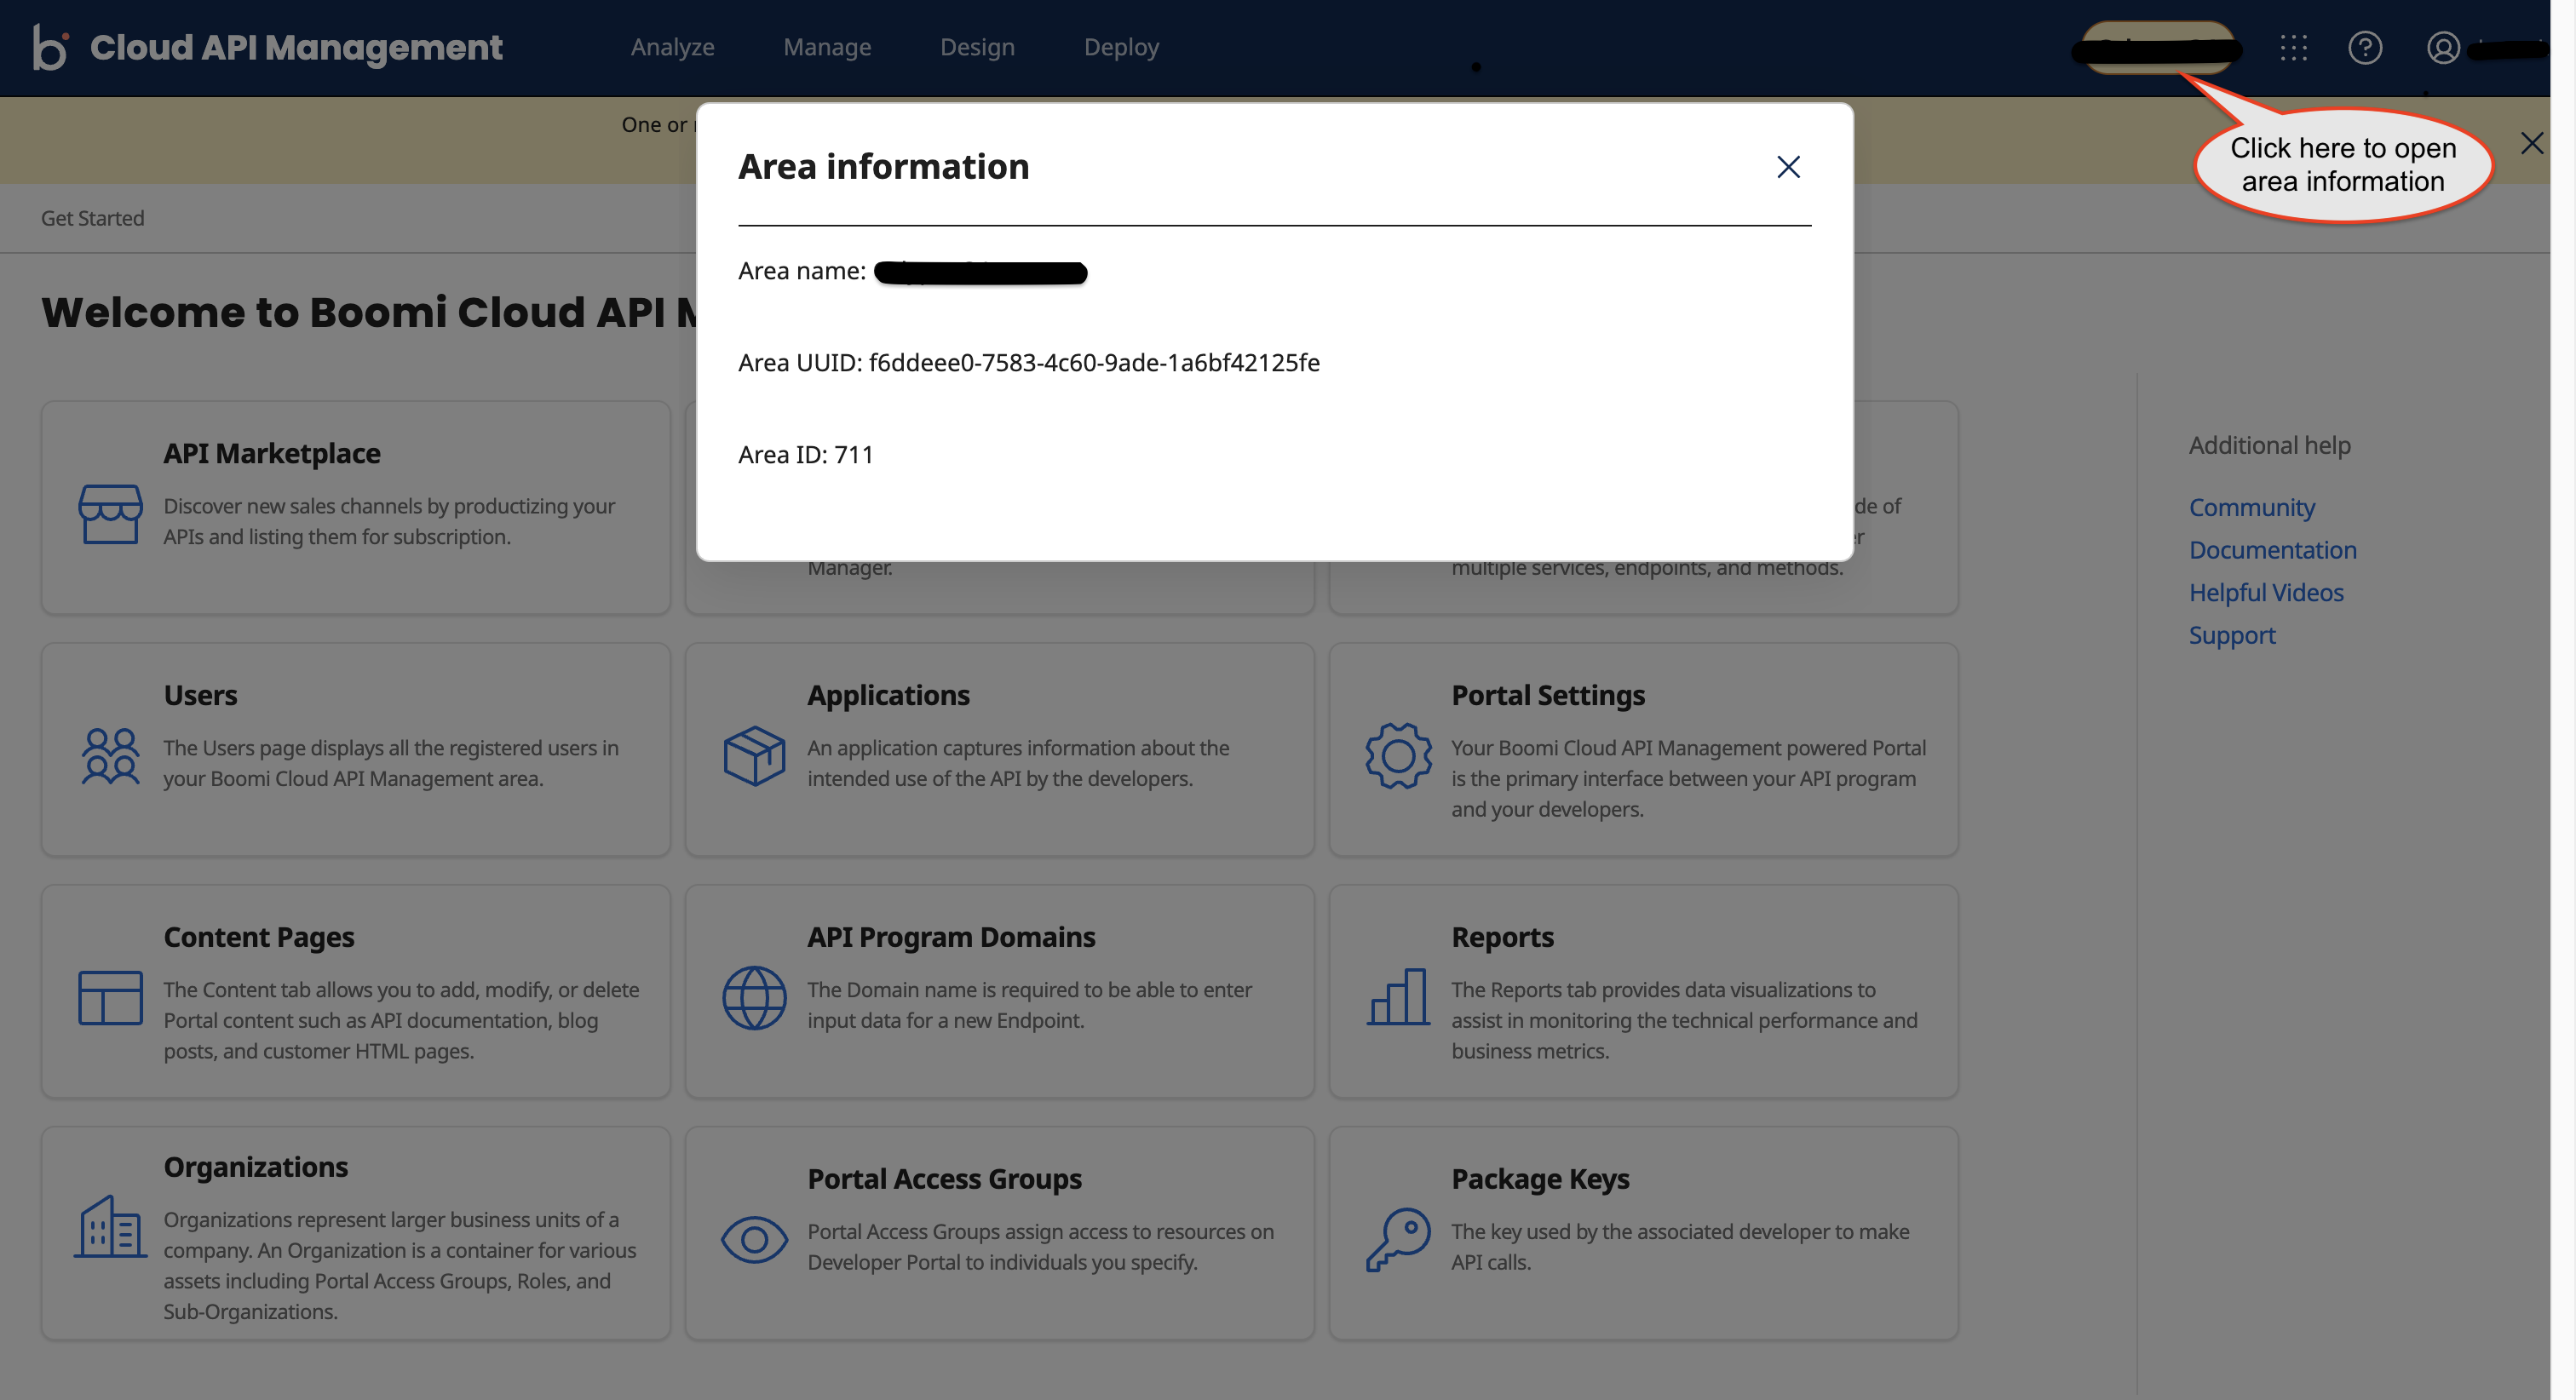 Cloud API Management
Analyze
Manage
Design
Deploy
Click here to open
area information
One or
Get Started
Welcome to Boomi Cloud API
Area information
Area name:
Area UUID: f6ddeee0-7583-4c60-9ade-1a6bf42125fe
Area ID: 711
API Marketplace
Discover new sales channels by productizing your
APIs and listing them for subscription.
Manager.
de of
er
multiple services, endpoints, and methods.
Additional help
Community
Documentation
Helpful Videos
Support
Users
The Users page displays all the registered users in
your Boomi Cloud API Management area.
Applications
An application captures information about the
intended use of the API by the developers.
Portal Settings
Your Boomi Cloud API Management powered Portal
is the primary interface between your API program
and your developers.
Content Pages
The Content tab allows you to add, modify, or delete
Portal content such as API documentation, blog
posts, and customer HTML pages.
API Program Domains
The Domain name is required to be able to enter
input data for a new Endpoint.
Reports
The Reports tab provides data visualizations to
assist in monitoring the technical performance and
business metrics.
Organizations
Organizations represent larger business units of a
company. An Organization is a container for various
assets including Portal Access Groups, Roles, and
Sub-Organizations.
Portal Access Groups
Portal Access Groups assign access to resources on
Developer Portal to individuals you specify.
Package Keys
The key used by the associated developer to make
API calls.